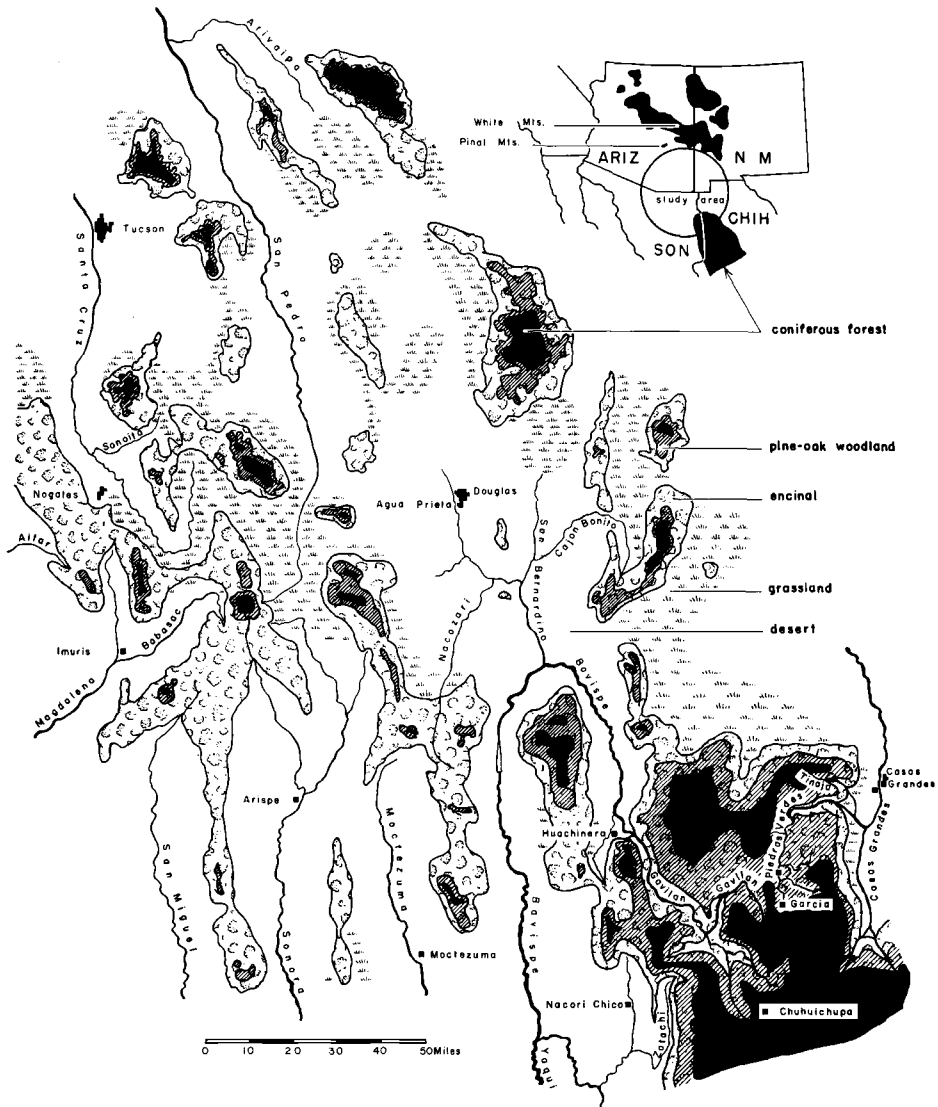 Arivaipa
White Mts.
Pinal Mts.
ARIZ
N M
study area
CHIH
SON
Tucson
Santa Cruz
San Pedro
coniferous forest
Sonoita
pine-oak woodland
Nogales
Douglas
Agua Prieta
encinal
Altar
San Bernardino
Cajon Bonito
grassland
desert
Babasac
Nacozari
Imuris
Magdalena
Bavispe
Casas Grandes
Tinaja
Arispe
Piedras Verdes
Casas Grandes
Huachinera
Gavilan
Gavilan
Garcia
San Miguel
Sonora
Moctezuma
Bavispe
Moctezuma
Nacori Chico
Chuhuichupa
Zatachi
0 10 20 30 40 50 Miles
Yaqui